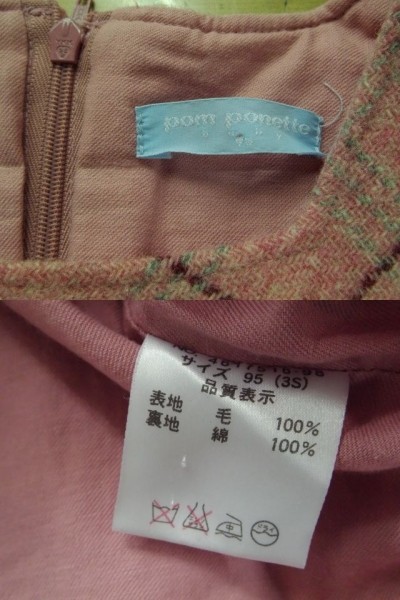 pom ponette
baby
サイズ 95 (3S)
品質表示
表地 毛 100%
裏地 綿 100%